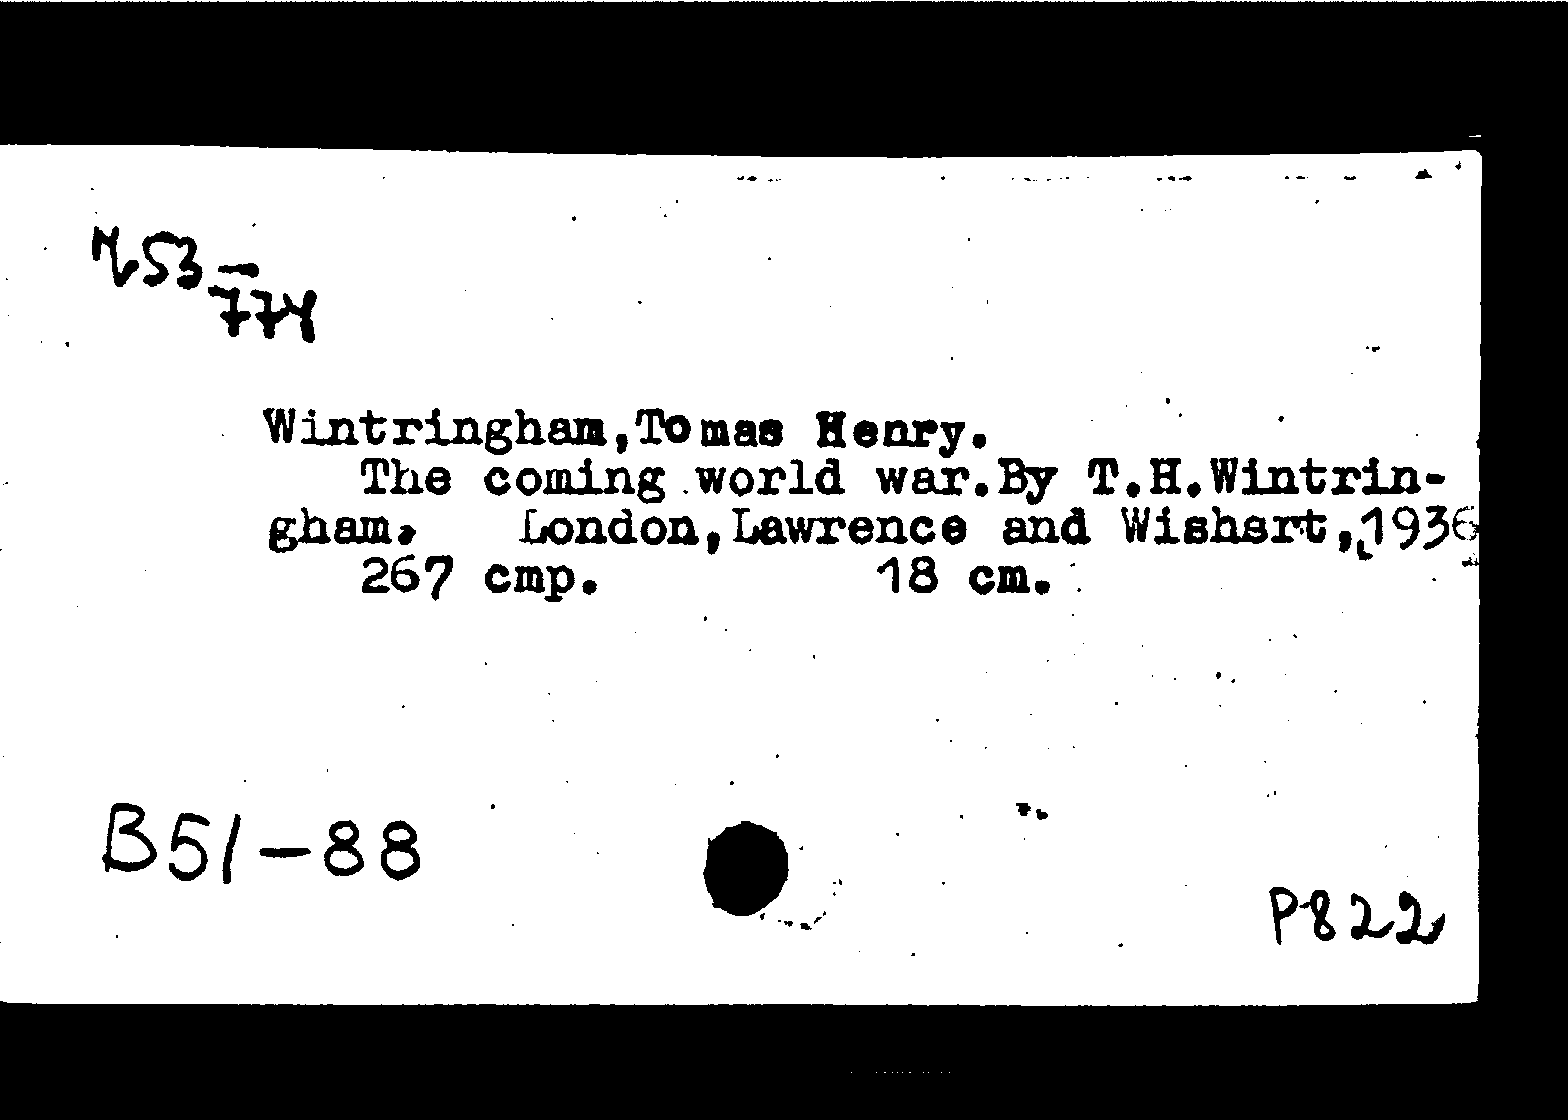 753-
774
Wintringham,Tomas Henry.
The coming world war.By T.H.Wintrin-
gham. London,Lawrence and Wishart,1936
267 cmp. 18 cm.
B51-88
P822